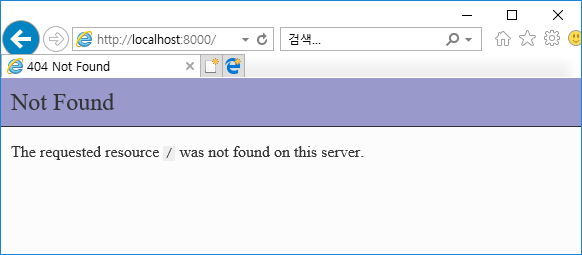 http://localhost:8000/
검색...
404 Not Found
Not Found
The requested resource / was not found on this server.